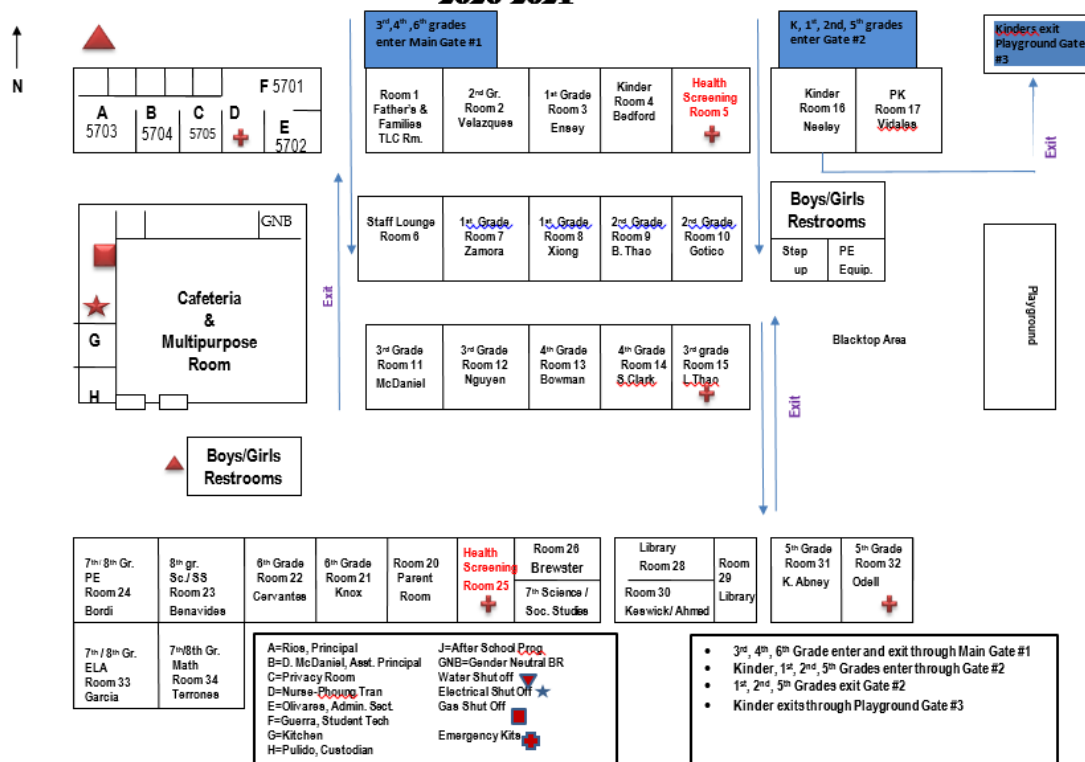 2020-2021
3rd,4th,6th grades
enter Main Gate #1
K, 1st, 2nd, 5th grades
enter Gate #2
Kinders exit
Playground Gate
#3
N
F 5701
A
5703
B
5704
C
5705
D
E
5702
Room 1
Father's &
Families
TLC Rm.
2nd Gr.
Room 2
Velazques
1st Grade
Room 3
Ensey
Kinder
Room 4
Bedford
Health
Screening
Room 5
Kinder
Room 16
Neeley
PK
Room 17
Vidales
Exit
GNB
Cafeteria
&
Multipurpose
Room
G
H
Exit
Staff Lounge
Room 6
1st Grade
Room 7
Zamora
1st Grade
Room 8
Xiong
2nd Grade
Room 9
B. Thao
2nd Grade
Room 10
Gotico
Boys/Girls
Restrooms
Step
up
PE
Equip.
Playground
Blacktop Area
3rd Grade
Room 11
McDaniel
3rd Grade
Room 12
Nguyen
4th Grade
Room 13
Bowman
4th Grade
Room 14
S.Clark
3rd grade
Room 15
L.Thao
Exit
Boys/Girls
Restrooms
7th/ 8th Gr.
PE
Room 24
Bordi
8th gr.
Sc./ SS
Room 23
Benavides
6th Grade
Room 22
Cervantes
6th Grade
Room 21
Knox
Room 20
Parent
Room
Health
Screening
Room 25
Room 26
Brewster
7th Science /
Soc. Studies
Library
Room 28
Room 30
Keswick/ Ahmed
Room
29
Library
5th Grade
Room 31
K. Abney
5th Grade
Room 32
Odell
7th / 8th Gr.
ELA
Room 33
Garcia
7th/8th Gr.
Math
Room 34
Terrones
A=Rios, Principal
B=D. McDaniel, Asst. Principal
C=Privacy Room
D=Nurse-Phoung Tran
E=Olivares, Admin. Sect.
F=Guerra, Student Tech
G=Kitchen
H=Pulido, Custodian
J=After School Prog.
GNB=Gender Neutral BR
Water Shut off
Electrical Shut Off
Gas Shut Off
Emergency Kits
• 3rd, 4th, 6th Grade enter and exit through Main Gate #1
• Kinder, 1st, 2nd, 5th Grades enter through Gate #2
• 1st, 2nd, 5th Grades exit Gate #2
• Kinder exits through Playground Gate #3